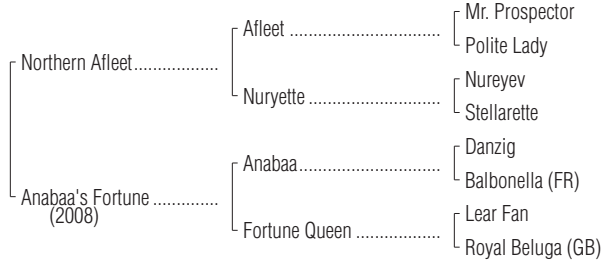 Mr. Prospector
Afleet ....................................
Polite Lady
Northern Afleet....................
Nureyev
Nuryette ................................
Stellarette
Danzig
Anabaa..................................
Balbonella (FR)
Anabaa's Fortune ...............
(2008)
Lear Fan
Fortune Queen ....................
Royal Beluga (GB)